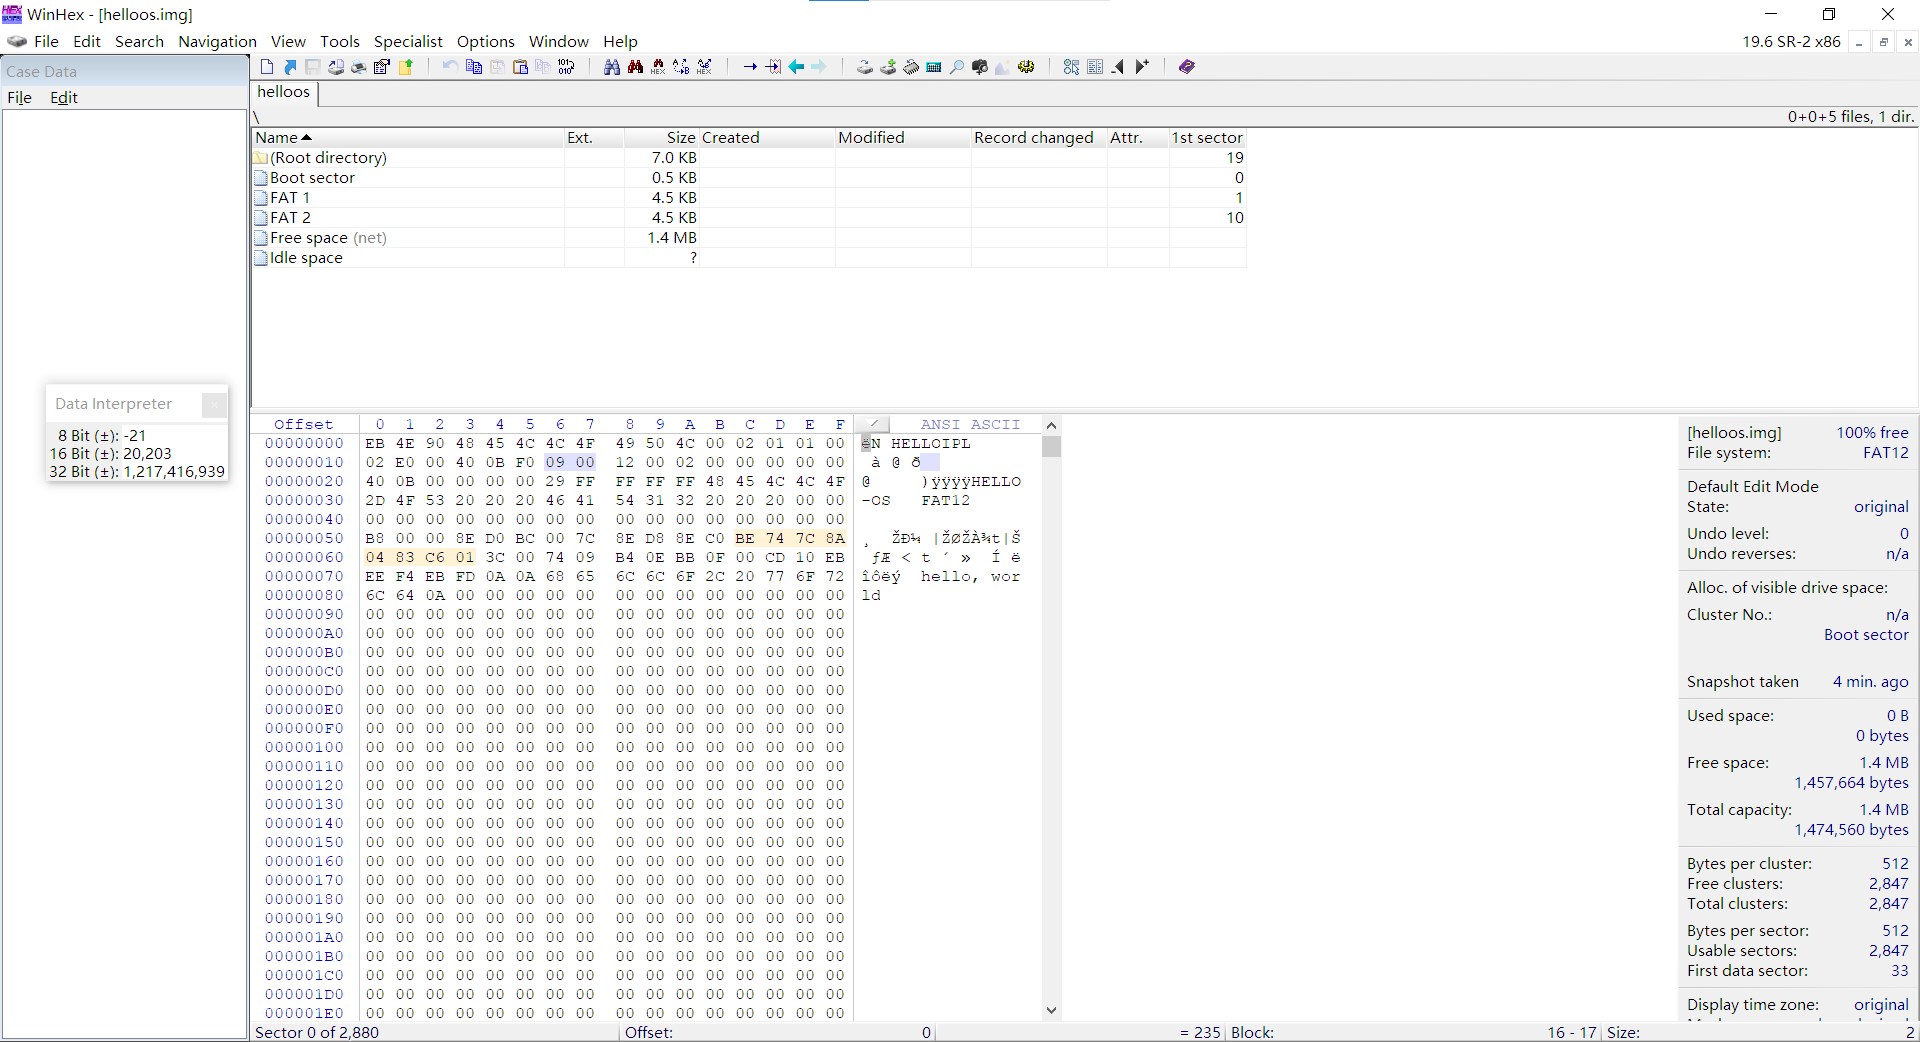 WinHex - [helloos.img]
File Edit Search Navigation View Tools Specialist Options Window Help 19.6 SR-2 x86
Case Data
File Edit
helloos
\ 0+0+5 files, 1 dir.
Name Ext. Size Created Modified Record changed Attr. 1st sector
(Root directory) 7.0 KB 19
Boot sector 0.5 KB 0
FAT 1 4.5 KB 1
FAT 2 4.5 KB 10
Free space (net) 1.4 MB
Idle space ?
Data Interpreter
8 Bit (±): -21
16 Bit (±): 20,203
32 Bit (±): 1,217,416,939
Offset 0 1 2 3 4 5 6 7 8 9 A B C D E F ANSI ASCII
00000000 EB 4E 90 48 45 4C 4C 4F 49 50 4C 00 02 01 01 00 ëN HELLOIPL
00000010 02 E0 00 40 0B F0 09 00 12 00 02 00 00 00 00 00 à @ ð
00000020 40 0B 00 00 00 00 29 FF FF FF FF 48 45 4C 4C 4F @ )ÿÿÿÿHELLO
00000030 2D 4F 53 20 20 20 46 41 54 31 32 20 20 20 00 00 -OS FAT12
00000040 00 00 00 00 00 00 00 00 00 00 00 00 00 00 00 00
00000050 B8 00 00 8E D0 BC 00 7C 8E D8 8E C0 BE 74 7C 8A ¸ ŽÐ¼ |ŽØŽÀ¾t|Š
00000060 04 83 C6 01 3C 00 74 09 B4 0E BB 0F 00 CD 10 EB ƒÆ < t ´ » Í ë
00000070 EE F4 EB FD 0A 0A 68 65 6C 6C 6F 2C 20 77 6F 72 îôëý hello, wor
00000080 6C 64 0A 00 00 00 00 00 00 00 00 00 00 00 00 00 ld
00000090 00 00 00 00 00 00 00 00 00 00 00 00 00 00 00 00
000000A0 00 00 00 00 00 00 00 00 00 00 00 00 00 00 00 00
000000B0 00 00 00 00 00 00 00 00 00 00 00 00 00 00 00 00
000000C0 00 00 00 00 00 00 00 00 00 00 00 00 00 00 00 00
000000D0 00 00 00 00 00 00 00 00 00 00 00 00 00 00 00 00
000000E0 00 00 00 00 00 00 00 00 00 00 00 00 00 00 00 00
000000F0 00 00 00 00 00 00 00 00 00 00 00 00 00 00 00 00
00000100 00 00 00 00 00 00 00 00 00 00 00 00 00 00 00 00
00000110 00 00 00 00 00 00 00 00 00 00 00 00 00 00 00 00
00000120 00 00 00 00 00 00 00 00 00 00 00 00 00 00 00 00
00000130 00 00 00 00 00 00 00 00 00 00 00 00 00 00 00 00
00000140 00 00 00 00 00 00 00 00 00 00 00 00 00 00 00 00
00000150 00 00 00 00 00 00 00 00 00 00 00 00 00 00 00 00
00000160 00 00 00 00 00 00 00 00 00 00 00 00 00 00 00 00
00000170 00 00 00 00 00 00 00 00 00 00 00 00 00 00 00 00
00000180 00 00 00 00 00 00 00 00 00 00 00 00 00 00 00 00
00000190 00 00 00 00 00 00 00 00 00 00 00 00 00 00 00 00
000001A0 00 00 00 00 00 00 00 00 00 00 00 00 00 00 00 00
000001B0 00 00 00 00 00 00 00 00 00 00 00 00 00 00 00 00
000001C0 00 00 00 00 00 00 00 00 00 00 00 00 00 00 00 00
000001D0 00 00 00 00 00 00 00 00 00 00 00 00 00 00 00 00
000001E0 00 00 00 00 00 00 00 00 00 00 00 00 00 00 00 00
[helloos.img] 100% free
File system: FAT12
Default Edit Mode
State: original
Undo level: 0
Undo reverses: n/a
Alloc. of visible drive space:
Cluster No.: n/a
Boot sector
Snapshot taken 4 min. ago
Used space: 0 B
0 bytes
Free space: 1.4 MB
1,457,664 bytes
Total capacity: 1.4 MB
1,474,560 bytes
Bytes per cluster: 512
Free clusters: 2,847
Total clusters: 2,847
Bytes per sector: 512
Usable sectors: 2,847
First data sector: 33
Display time zone: original
Sector 0 of 2,880 Offset: 0 = 235 Block: 16 - 17 Size: 2